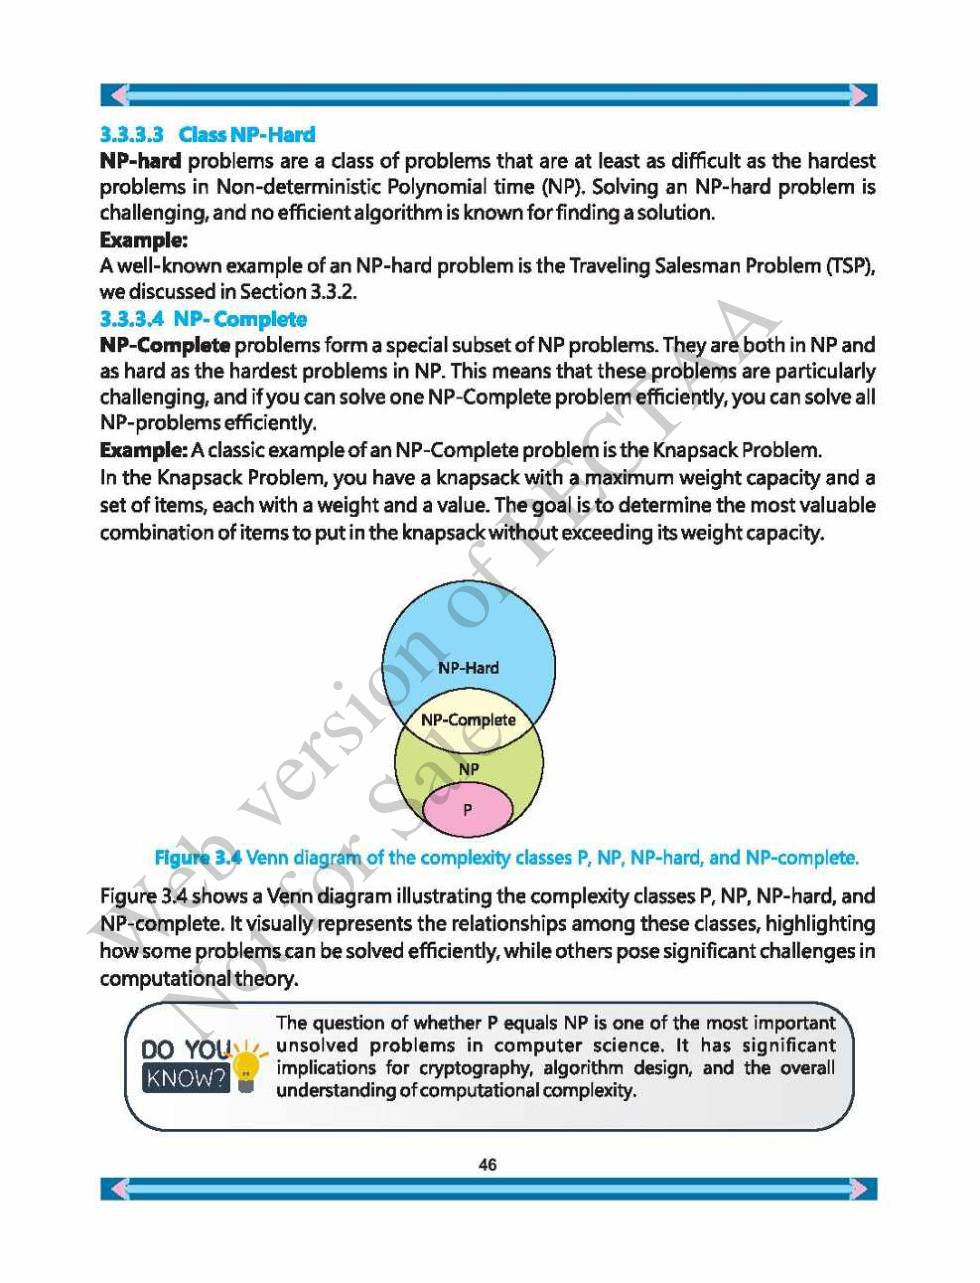 3.3.3.3 Class NP-Hard
NP-hard problems are a class of problems that are at least as difficult as the hardest
problems in Non-deterministic Polynomial time (NP). Solving an NP-hard problem is
challenging, and no efficient algorithm is known for finding a solution.
Example:
A well-known example of an NP-hard problem is the Traveling Salesman Problem (TSP),
we discussed in Section 3.3.2.
3.3.3.4 NP- Complete
NP-Complete problems form a special subset of NP problems. They are both in NP and
as hard as the hardest problems in NP. This means that these problems are particularly
challenging, and if you can solve one NP-Complete problem efficiently, you can solve all
NP-problems efficiently.
Example: A classic example of an NP-Complete problem is the Knapsack Problem.
In the Knapsack Problem, you have a knapsack with a maximum weight capacity and a
set of items, each with a weight and a value. The goal is to determine the most valuable
combination of items to put in the knapsack without exceeding its weight capacity.
NP-Hard
NP-Complete
NP
P
Figure 3.4 Venn diagram of the complexity classes P, NP, NP-hard, and NP-complete.
Figure 3.4 shows a Venn diagram illustrating the complexity classes P, NP, NP-hard, and
NP-complete. It visually represents the relationships among these classes, highlighting
how some problems can be solved efficiently, while others pose significant challenges in
computational theory.
DO YOU
KNOW?
The question of whether P equals NP is one of the most important
unsolved problems in computer science. It has significant
implications for cryptography, algorithm design, and the overall
understanding of computational complexity.
46
Web version of PECTAA
Not for Sale